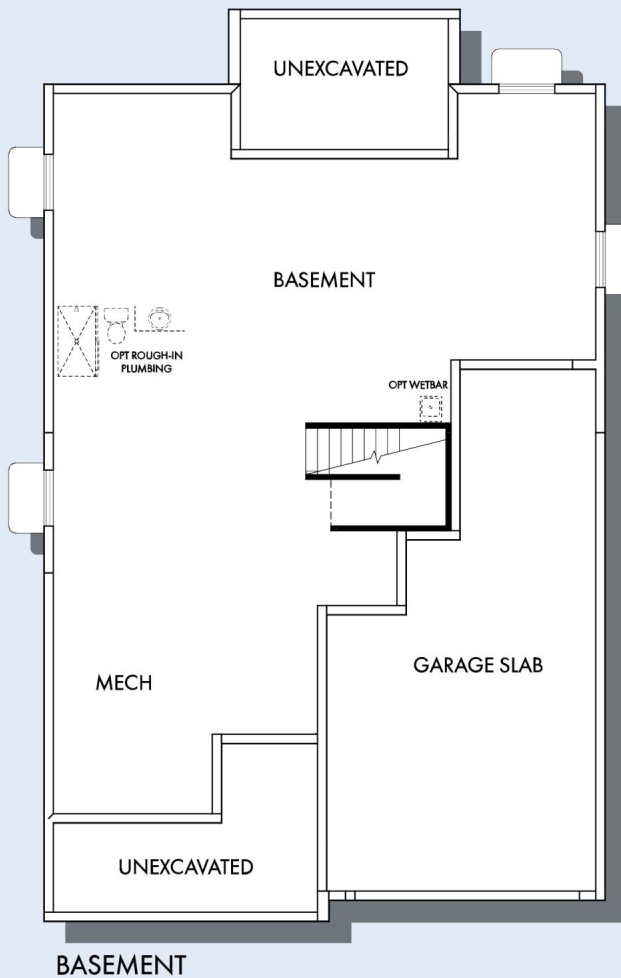 UNEXCAVATED
BASEMENT
OPT ROUGH-IN
PLUMBING
OPT WETBAR
GARAGE SLAB
MECH
UNEXCAVATED
BASEMENT